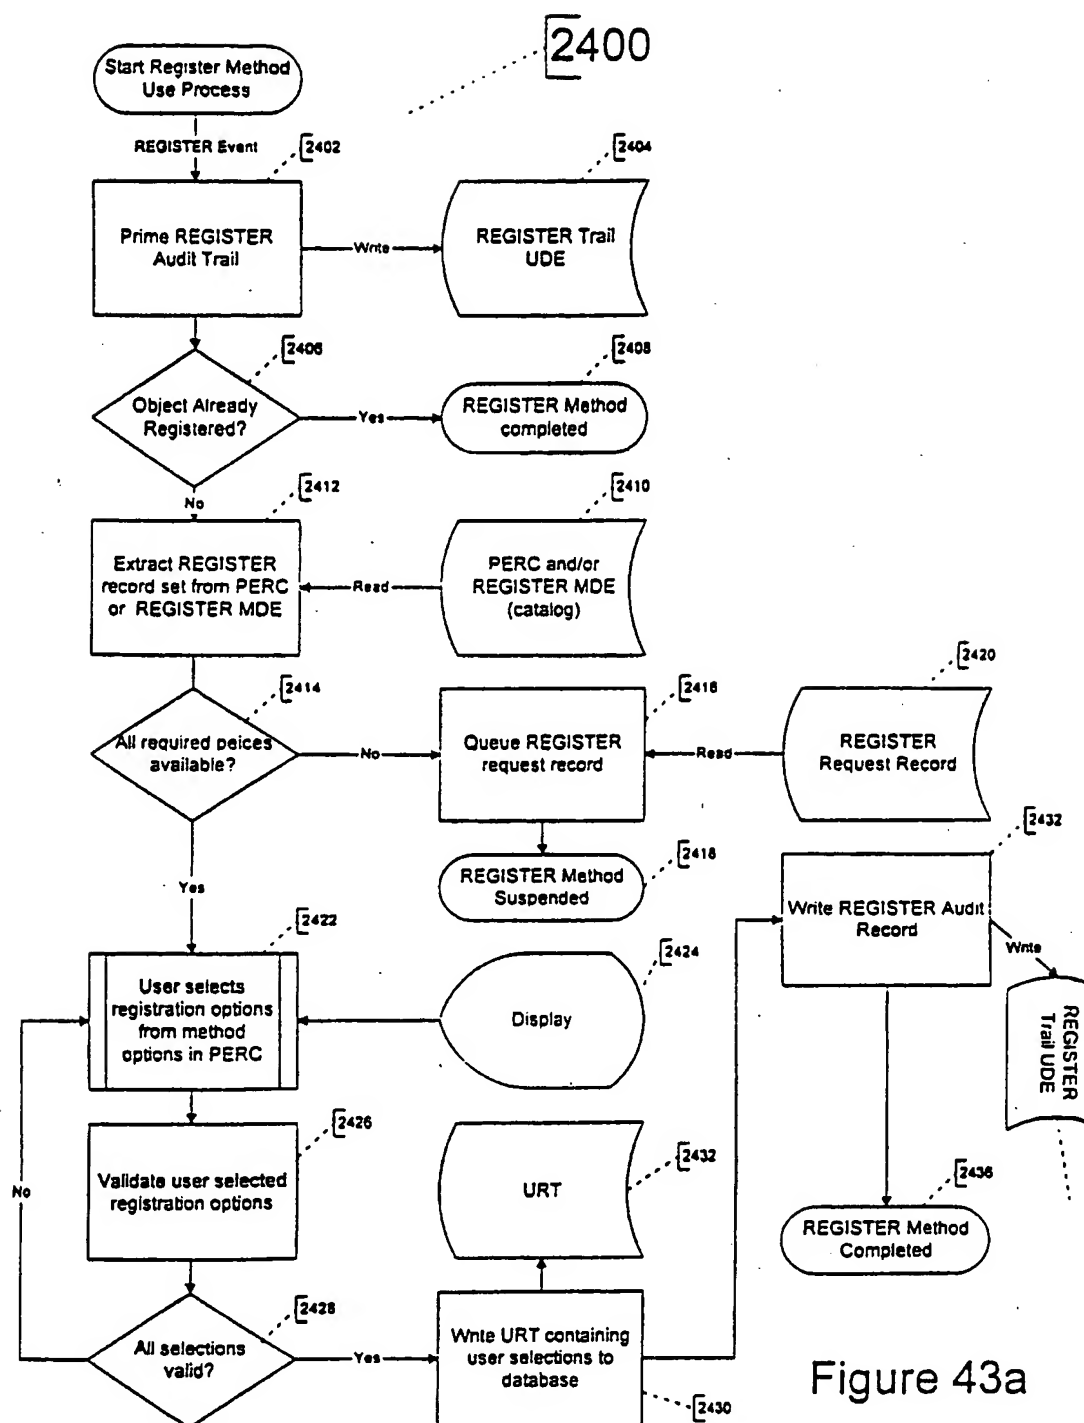 2400
Start Register Method
Use Process
REGISTER Event
2402
2404
Prime REGISTER
Audit Trail
Write
REGISTER Trail
UDE
2406
2408
Object Already
Registered?
Yes
REGISTER Method
completed
No
2412
2410
Extract REGISTER
record set from PERC
or REGISTER MDE
Read
PERC and/or
REGISTER MDE
(catalog)
2414
2416
2420
All required peices
available?
No
Queue REGISTER
request record
Read
REGISTER
Request Record
2418
REGISTER Method
Suspended
2432
Write REGISTER Audit
Record
Write
REGISTER
Trail UDE
Yes
2422
2424
User selects
registration options
from method
options in PERC
Display
2426
2432
Validate user selected
registration options
URT
No
2436
REGISTER Method
Completed
2428
All selections
valid?
Yes
Write URT containing
user selections to
database
2430
Figure 43a